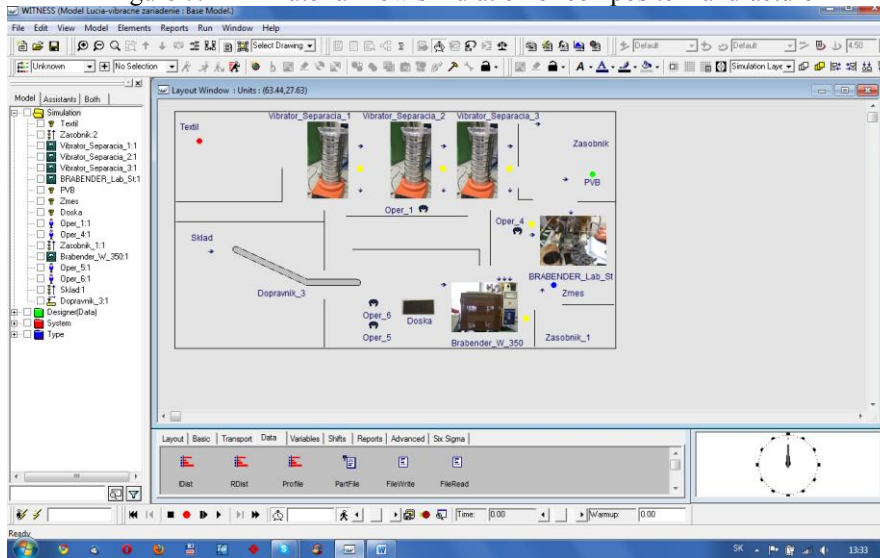 WITNESS (Model Lucia-vibracne zariadenie : Base Model.)
File Edit View Model Elements Reports Run Window Help
Select Drawing Default Default 4.50
Unknown No Selection Simulation Laye
Model Assistants Both
Simulation
Textil
Zasobnik:2
Vibrator_Separacia_1:1
Vibrator_Separacia_2:1
Vibrator_Separacia_3:1
BRABENDER_Lab_St:1
PVB
Zmes
Doska
Oper_1:1
Oper_4:1
Zasobnik_1:1
Brabender_W_350:1
Oper_5:1
Oper_6:1
Sklad:1
Dopravnik_3:1
Designer(Data)
System
Type
Layout Window : Units : (63.44,27.63)
Vibrator_Separacia_1 Vibrator_Separacia_2 Vibrator_Separacia_3
Textil
Zasobnik
PVB
Oper_1
Oper_4
Sklad
BRABENDER_Lab_St
Dopravnik_3
Zmes
Oper_6
Doska
Oper_5
Brabender_W_350
Zasobnik_1
Layout Basic Transport Data Variables Shifts Reports Advanced Six Sigma
IDist RDist Profile PartFile FileWrite FileRead
Time: 0.00 Warmup: 0.00
Ready
SK 13:33